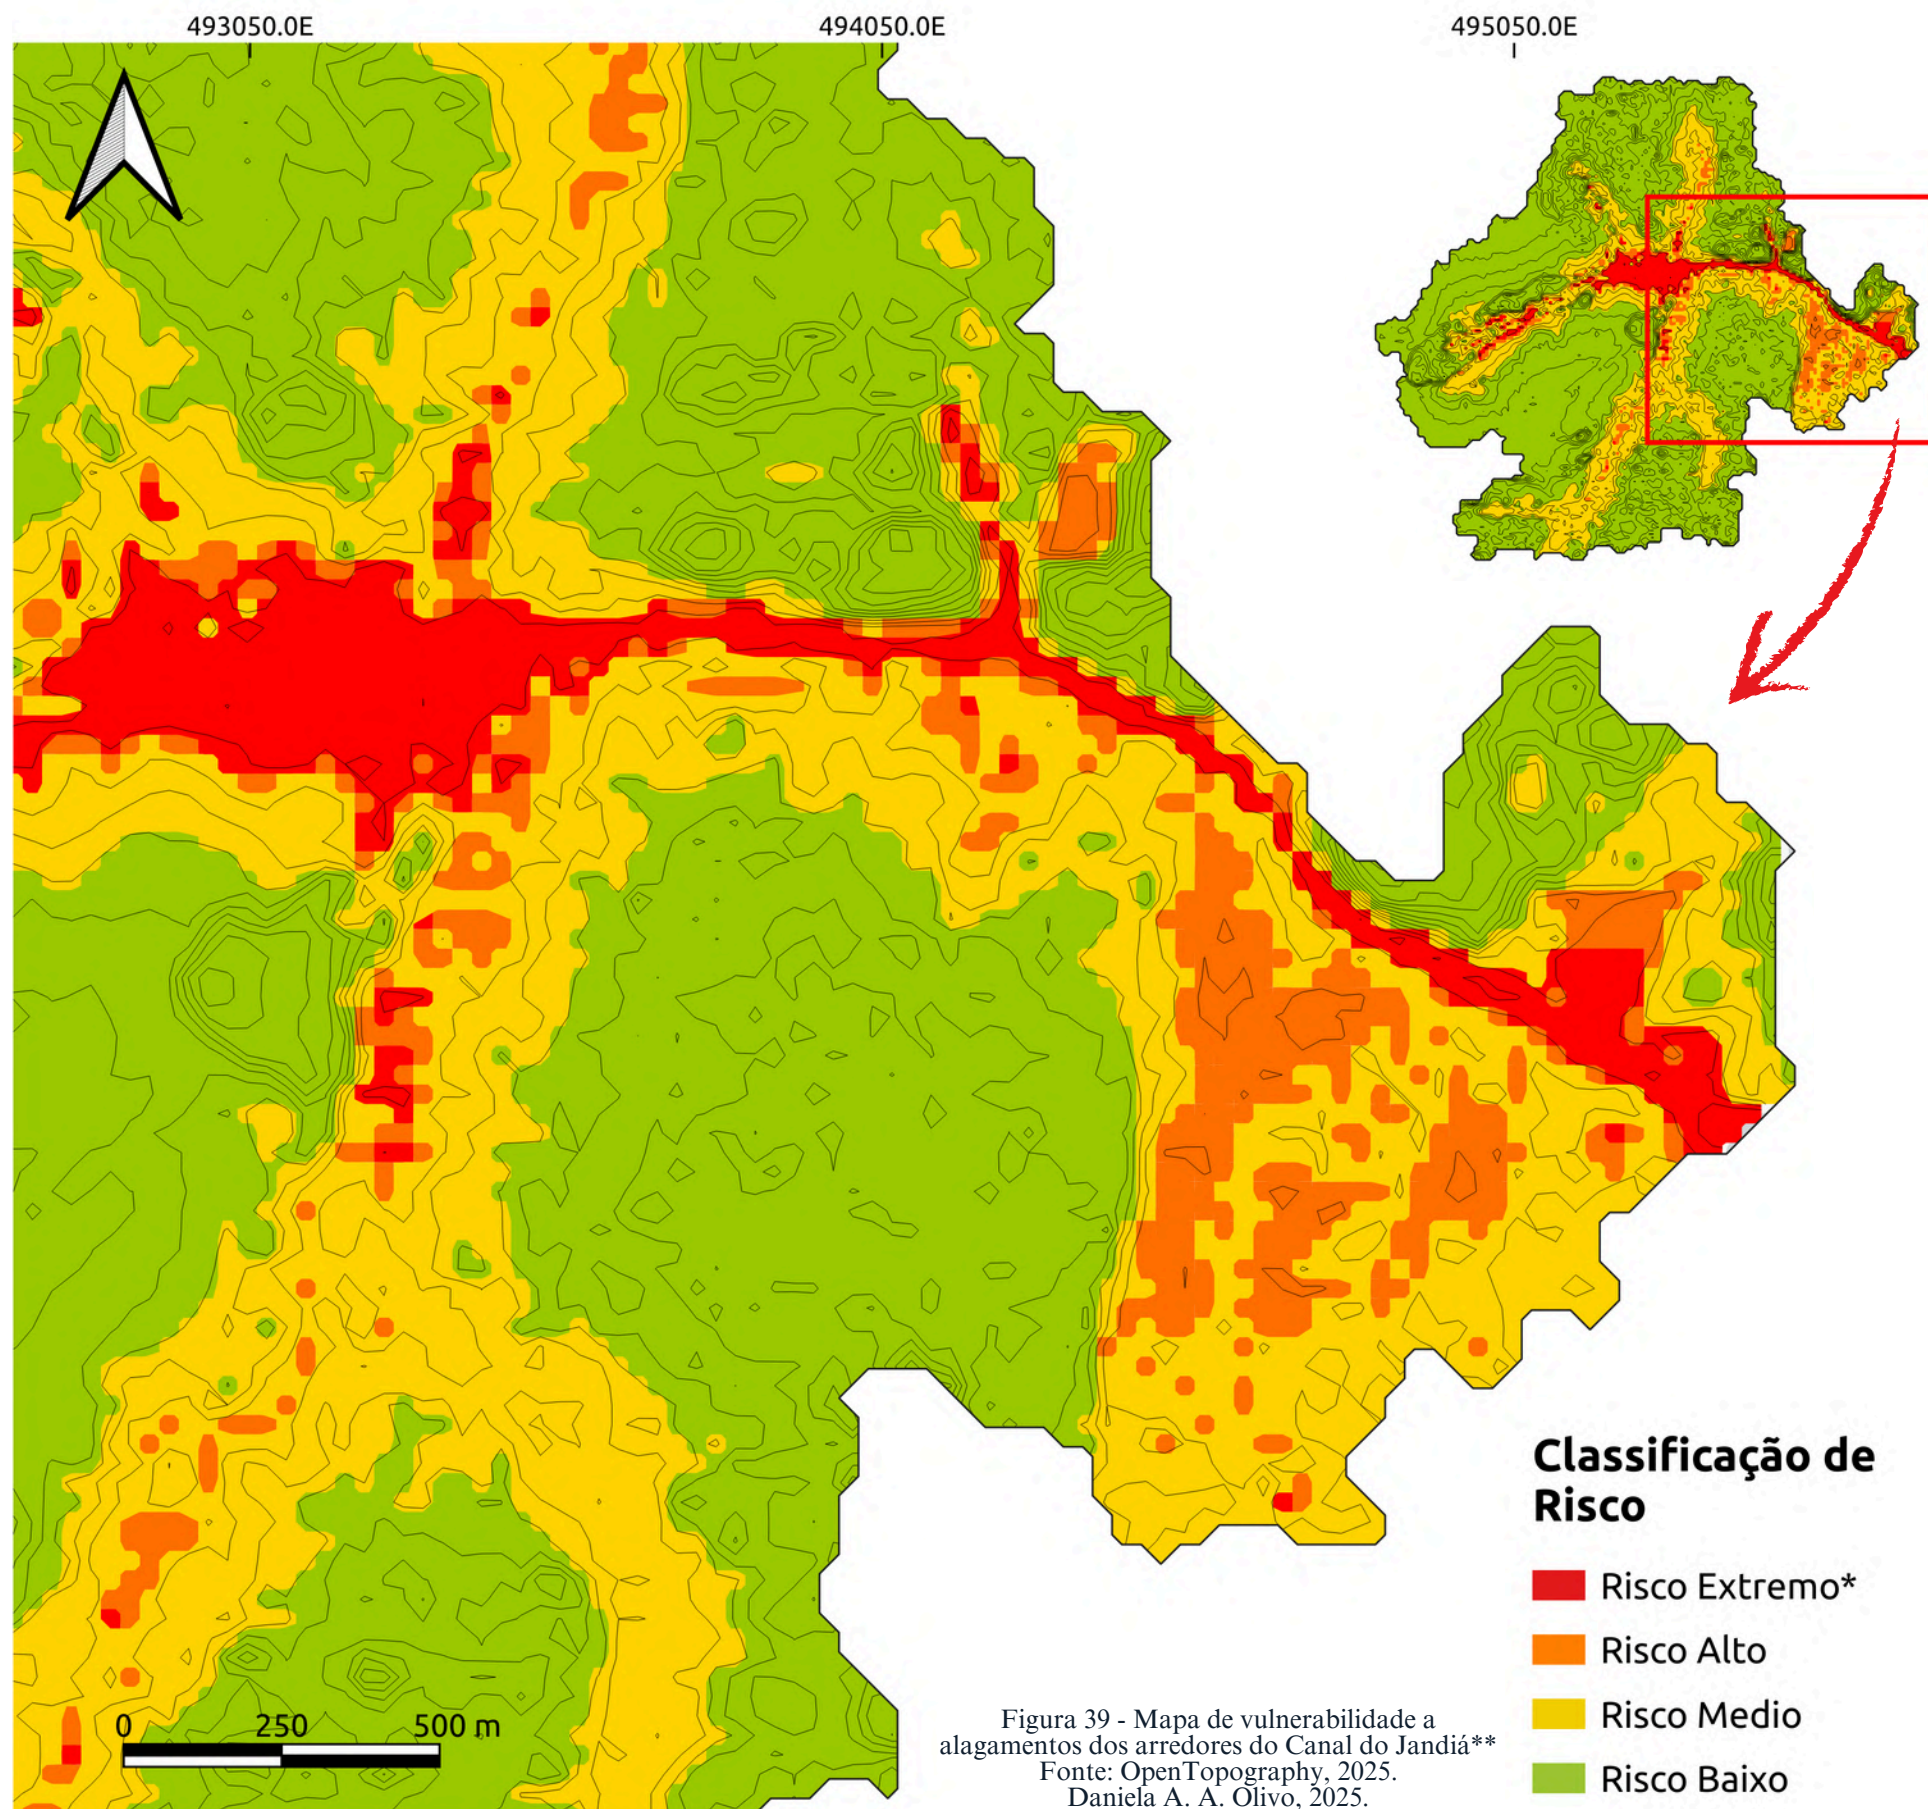 493050.0E
494050.0E
495050.0E
Classificação de
Risco
Risco Extremo*
Risco Alto
Risco Medio
Risco Baixo
0 250 500 m
Figura 39 - Mapa de vulnerabilidade a
alagamentos dos arredores do Canal do Jandiá**
Fonte: OpenTopography, 2025.
Daniela A. A. Olivo, 2025.